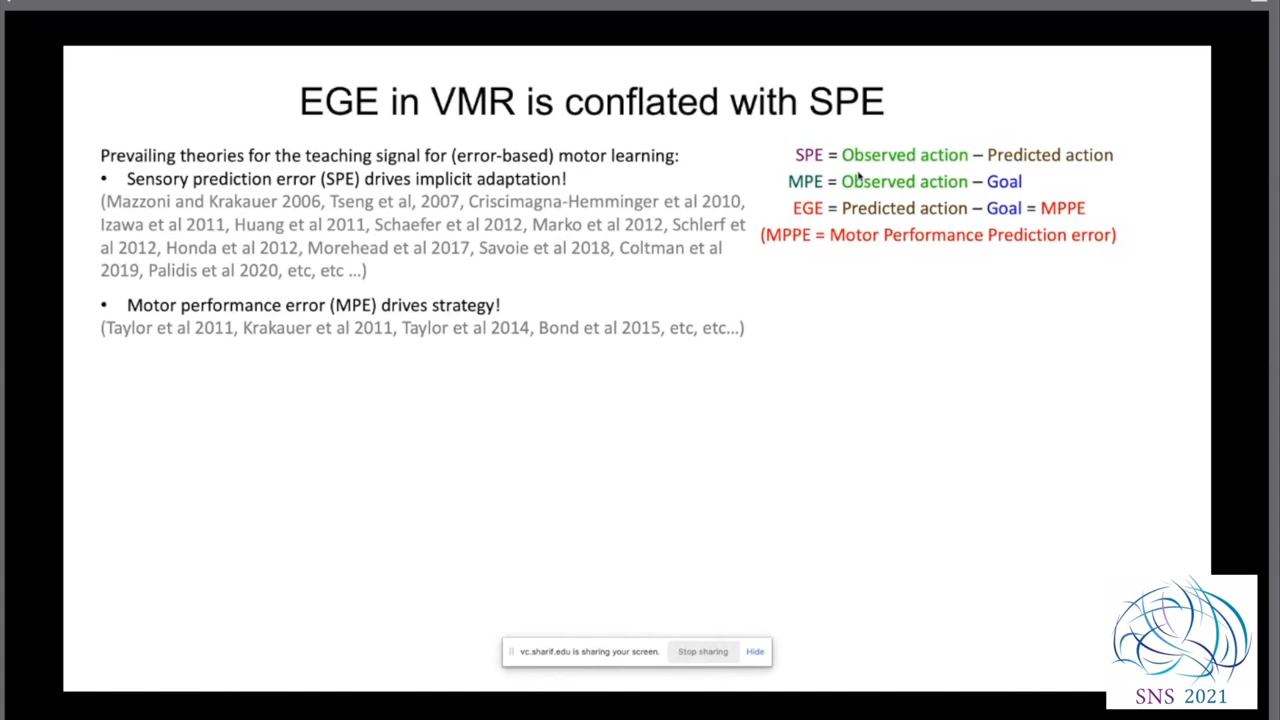 EGE in VMR is conflated with SPE
Prevailing theories for the teaching signal for (error-based) motor learning:
• Sensory prediction error (SPE) drives implicit adaptation!
(Mazzoni and Krakauer 2006, Tseng et al, 2007, Criscimagna-Hemminger et al 2010,
Izawa et al 2011, Huang et al 2011, Schaefer et al 2012, Marko et al 2012, Schlerf et
al 2012, Honda et al 2012, Morehead et al 2017, Savoie et al 2018, Coltman et al
2019, Palidis et al 2020, etc, etc ...)
• Motor performance error (MPE) drives strategy!
(Taylor et al 2011, Krakauer et al 2011, Taylor et al 2014, Bond et al 2015, etc, etc...)
SPE = Observed action – Predicted action
MPE = Observed action – Goal
EGE = Predicted action – Goal = MPPE
(MPPE = Motor Performance Prediction error)
vc.sharif.edu is sharing your screen. Stop sharing Hide
SNS 2021